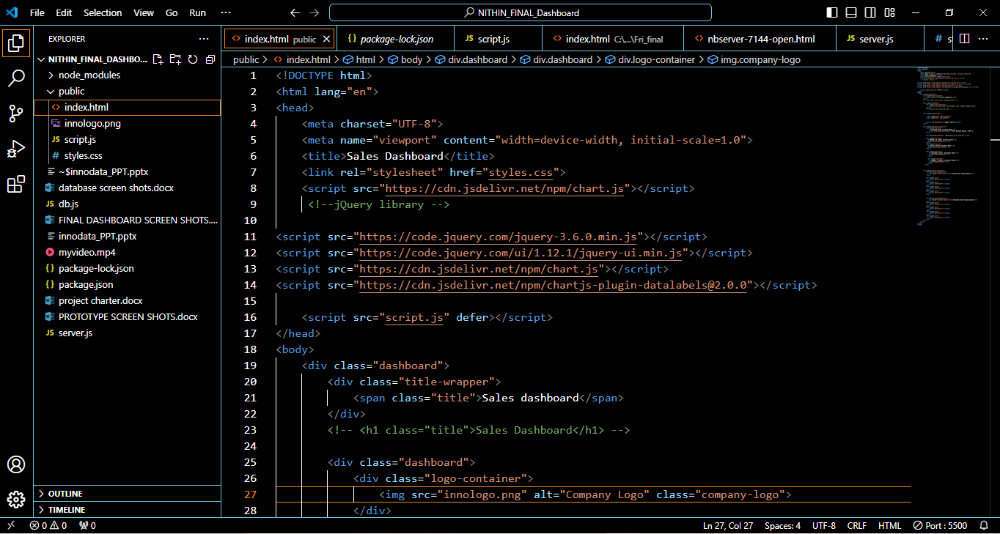 File Edit Selection View Go Run ··· NITHIN_FINAL_Dashboard
EXPLORER ···
NITHIN_FINAL_DASHBO...
node_modules
public
index.html
innologo.png
JS script.js
# styles.css
~$innodata_PPT.pptx
database screen shots.docx
JS db.js
FINAL DASHBOARD SCREEN SHOTS....
innodata_PPT.pptx
myvideo.mp4
{} package-lock.json
{} package.json
project charter.docx
PROTOTYPE SCREEN SHOTS.docx
JS server.js
OUTLINE
TIMELINE
<> index.html public {} package-lock.json JS script.js <> index.html C:\...\Fri_final <> nbserver-7144-open.html JS server.js # st ···
public > <> index.html > html > body > div.dashboard > div.dashboard > div.logo-container > img.company-logo
1 <!DOCTYPE html>
2 <html lang="en">
3 <head>
4 <meta charset="UTF-8">
5 <meta name="viewport" content="width=device-width, initial-scale=1.0">
6 <title>Sales Dashboard</title>
7 <link rel="stylesheet" href="styles.css">
8 <script src="https://cdn.jsdelivr.net/npm/chart.js"></script>
9 <!--jQuery library -->
10
11 <script src="https://code.jquery.com/jquery-3.6.0.min.js"></script>
12 <script src="https://code.jquery.com/ui/1.12.1/jquery-ui.min.js"></script>
13 <script src="https://cdn.jsdelivr.net/npm/chart.js"></script>
14 <script src="https://cdn.jsdelivr.net/npm/chartjs-plugin-datalabels@2.0.0"></script>
15
16 <script src="script.js" defer></script>
17 </head>
18 <body>
19 <div class="dashboard">
20 <div class="title-wrapper">
21 <span class="title">Sales dashboard</span>
22 </div>
23 <!-- <h1 class="title">Sales Dashboard</h1> -->
24
25 <div class="dashboard">
26 <div class="logo-container">
27 <img src="innologo.png" alt="Company Logo" class="company-logo">
28 </div>
0 0 0 Ln 27, Col 27 Spaces: 4 UTF-8 CRLF HTML Port : 5500